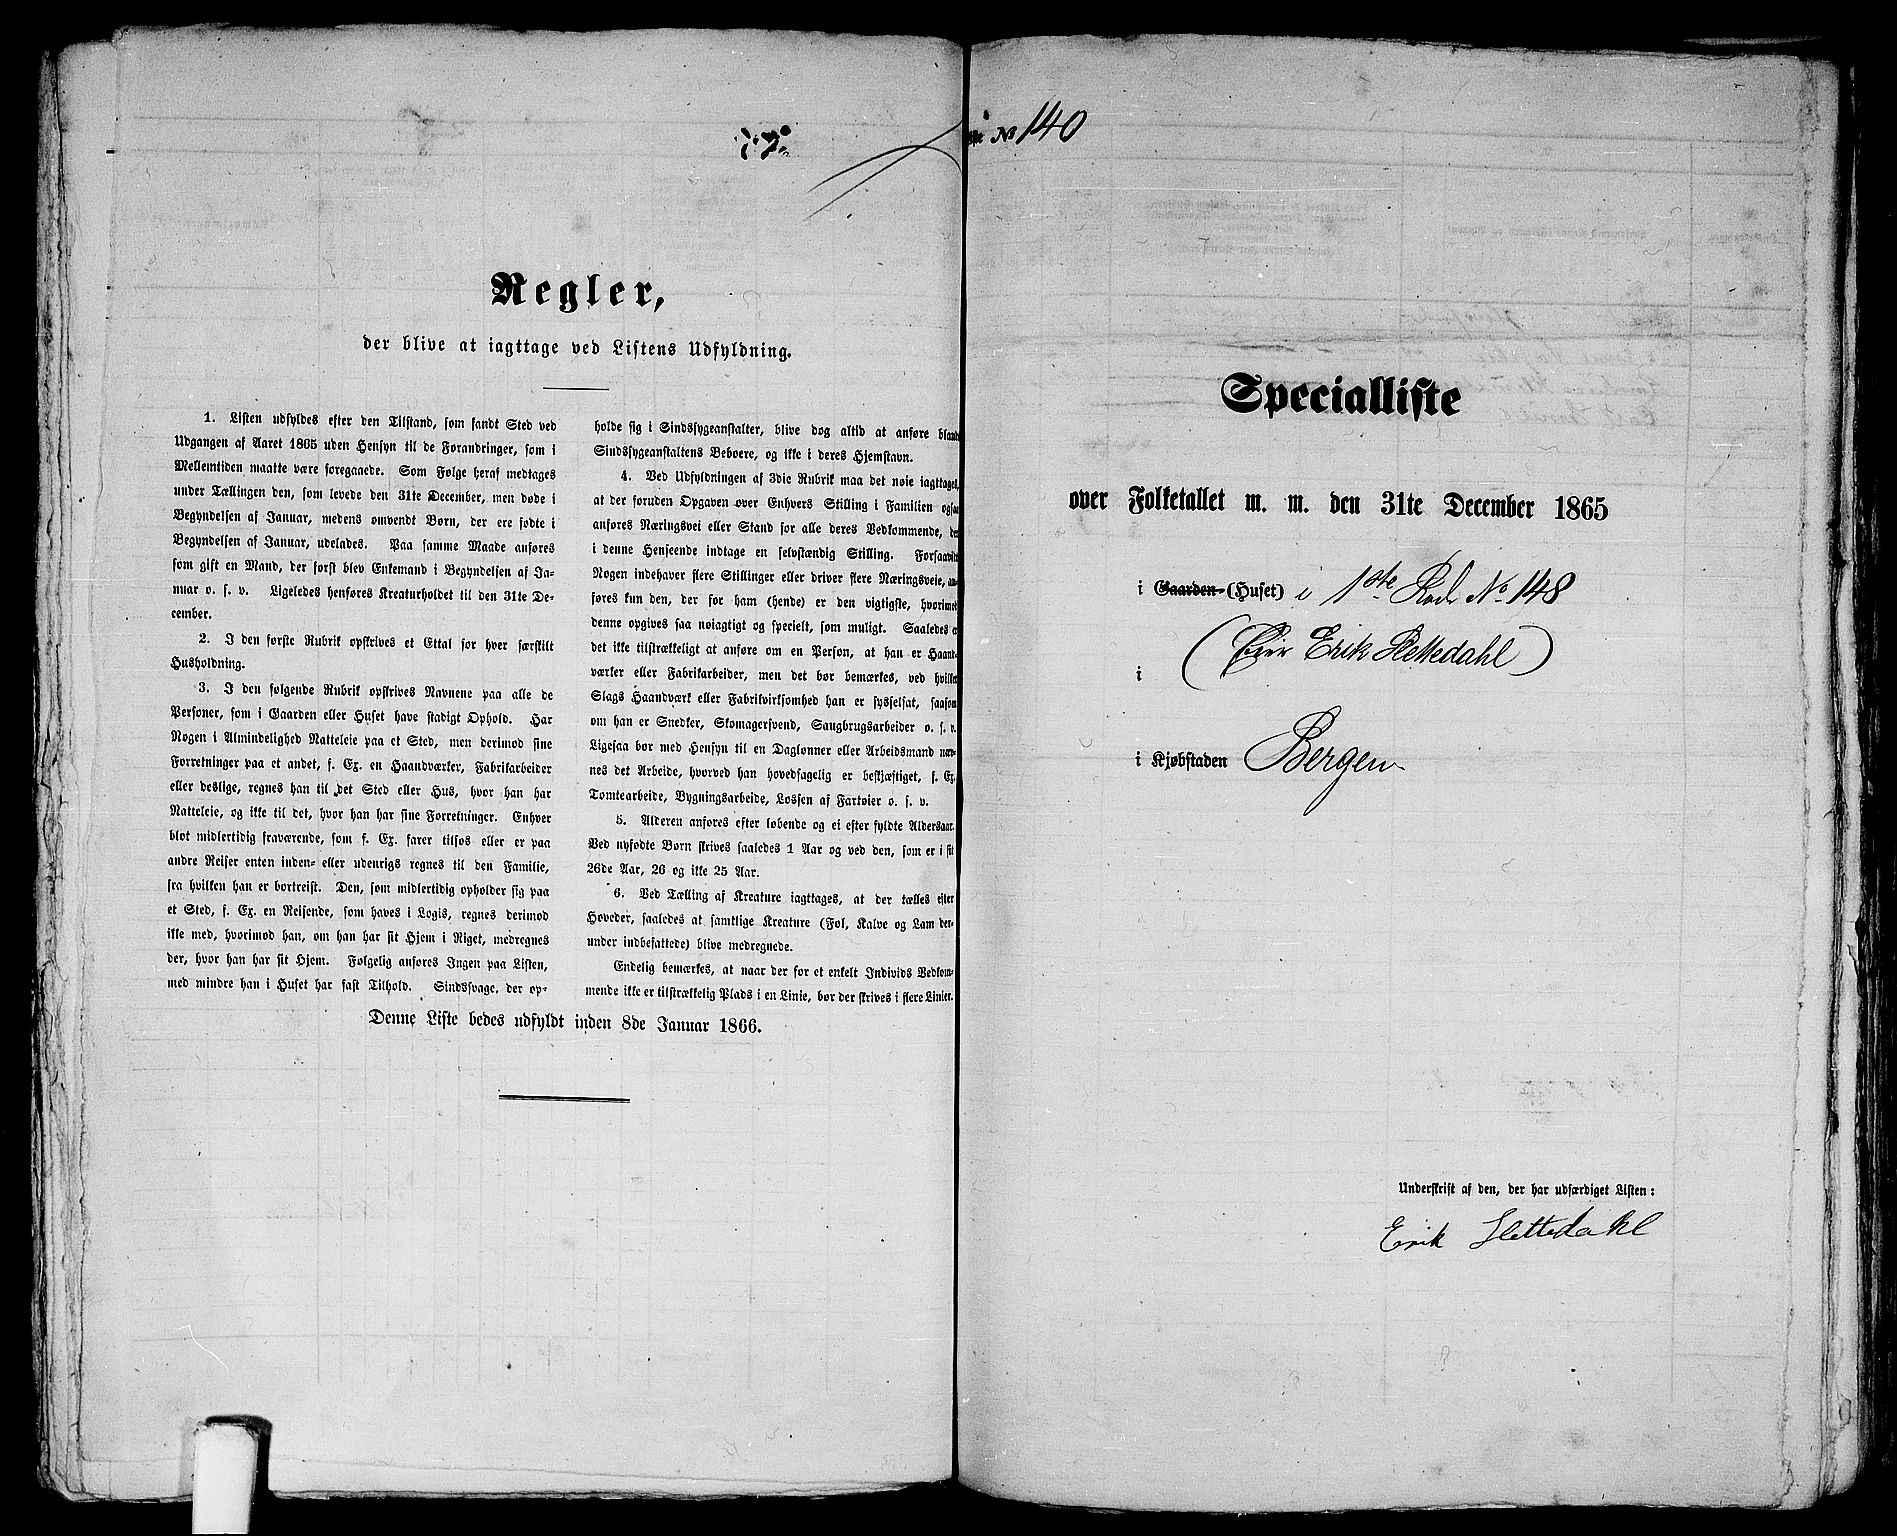 Regler,
der blive at iagttage ved Listens Udfyldning.
1. Listen udfyldes efter den Tilstand, som fandt Sted ved
Udgangen af Aaret 1865 uden Hensyn til de Forandringer, som i
Mellemtiden maatte være foregaaede. Som Følge heraf medtages
under Tællingen den, som levede den 31te December, men døde i
Begyndelsen af Januar, medens omvendt Børn, der ere fødte i
Begyndelsen af Januar, udelades. Paa samme Maade anføres
som gift en Mand, der først blev Enkemand i Begyndelsen af Ja-
nuar o. s. v. Ligeledes henføres Kreaturholdet til den 31te De-
cember.
2. I den første Rubrik opskrives et Ettal for hver særskilt
Husholdning.
3. I den følgende Rubrik opskrives Navnene paa alle de
Personer, som i Gaarden eller Huset have stadigt Ophold. Har
Nogen i Almindelighed Natteleie paa et Sted, men derimod sine
Forretninger paa et andet, f. Ex. en Haandværker, Fabrikarbeider
eller deslige, regnes han til det Sted eller Hus, hvor han har
Natteleie, og ikke til det, hvor han har sine Forretninger. Enhver
blot midlertidig fraværende, som f. Ex. farer tilsøs eller er paa
andre Reiser enten inden- eller udenrigs regnes til den Familie,
fra hvilken han er bortreist. Den, som midlertidig opholder sig paa
et Sted, f. Ex. en Reisende, som haves i Logis, regnes derimod
ikke med, hvorimod han, om han har sit Hjem i Riget, medregnes
der, hvor han har sit Hjem. Følgelig anføres Ingen paa Listen,
med mindre han i Huset har fast Tilhold. Sindssvage, der op-
holde sig i Sindssygeanstalter, blive dog altid at anføre blandt
Sindssygeanstaltens Beboere, og ikke i deres Hjemstavn.
4. Ved Udfyldningen af 3die Rubrik maa det nøie iagttages,
at der foruden Opgaven over Enhvers Stilling i Familien ogsaa
anføres Næringsvei eller Stand for alle deres Vedkommende, der
i denne Henseende indtage en selvstændig Stilling. Forsaavidt
Nogen indehaver flere Stillinger eller driver flere Næringsveie, an-
føres kun den, der for ham (hende) er den vigtigste, hvorimod
denne opgives saa nøiagtigt og specielt, som muligt. Saaledes er
det ikke tilstrækkeligt at anføre om en Person, at han er Haand-
værker eller Fabrikarbeider, men det bør bemærkes, ved hvilket
Slags Haandværk eller Fabrikvirksomhed han er sysselsat, saasom
om han er Snedker, Skomagersvend, Saugbrugsarbeider o. s. v.
Ligesaa bør med Hensyn til en Daglønner eller Arbeidsmand næv-
nes det Arbeide, hvorved han hovedsagelig er beskjæftiget, f. Ex.
Tomtearbeide, Bygningsarbeide, Lossen af Fartøier o. s. v.
5. Alderen anføres efter løbende og ei efter fyldte Aldersaar.
Ved nyfødte Børn skrives saaledes 1 Aar og ved den, som er i sit
26de Aar, 26 og ikke 25 Aar.
6. Ved Tælling af Kreature iagttages, at der tælles efter
Hoveder, saaledes at samtlige Kreature (Føl, Kalve og Lam der-
under indbefattede) blive medregnede.
Endelig bemærkes, at naar der for et enkelt Individs Vedkom-
mende ikke er tilstrækkelig Plads i en Linie, bør der skrives i flere Linier.
Denne Liste bedes udfyldt inden 8de Januar 1866.
No 140
Specialliste
over Folketallet m. m. den 31te December 1865
i Gaarden (Huset) i 1ste Rode No 148
i (Eier Erik Slettedahl)
i Kjøbstaden Bergen
Underskrift af den, der har udfærdiget Listen:
Erik Slettedahl